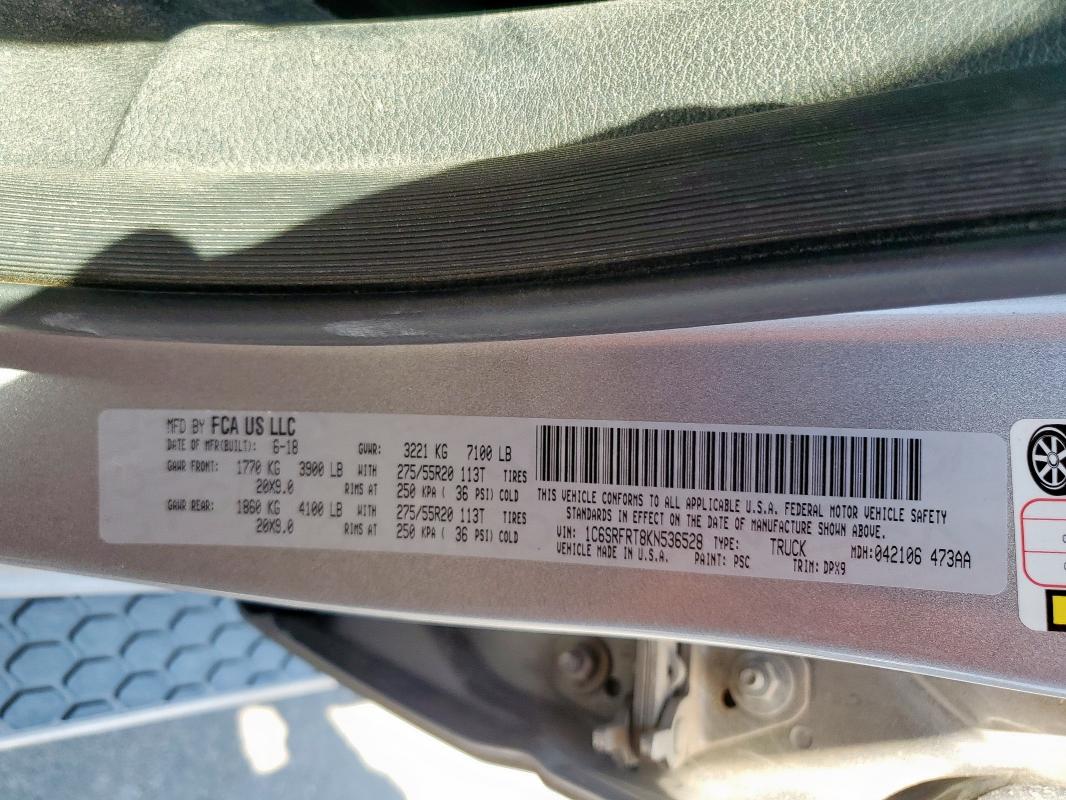 MFD BY FCA US LLC
DATE OF MFR(BUILT): 6-18 GVWR: 3221 KG 7100 LB
GAWR FRONT: 1770 KG 3900 LB WITH 275/55R20 113T TIRES
20X9.0 RIMS AT 250 KPA ( 36 PSI) COLD
GAWR REAR: 1860 KG 4100 LB WITH 275/55R20 113T TIRES
20X9.0 RIMS AT 250 KPA ( 36 PSI) COLD
THIS VEHICLE CONFORMS TO ALL APPLICABLE U.S.A. FEDERAL MOTOR VEHICLE SAFETY
STANDARDS IN EFFECT ON THE DATE OF MANUFACTURE SHOWN ABOVE.
VIN: 1C6SRFRT8KN536528 TYPE: TRUCK MDH:042106 473AA
VEHICLE MADE IN U.S.A. PAINT: PSC TRIM: DPX9